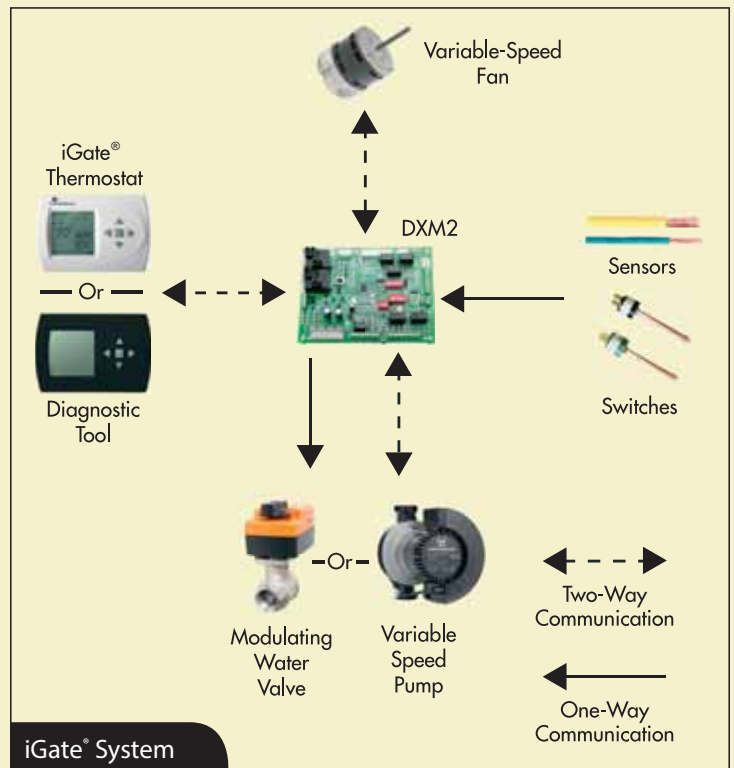 Variable-Speed
Fan
iGate®
Thermostat
Or
Diagnostic
Tool
DXM2
Sensors
Switches
Modulating
Water
Valve
Or
Variable
Speed
Pump
Two-Way
Communication
One-Way
Communication
iGate® System